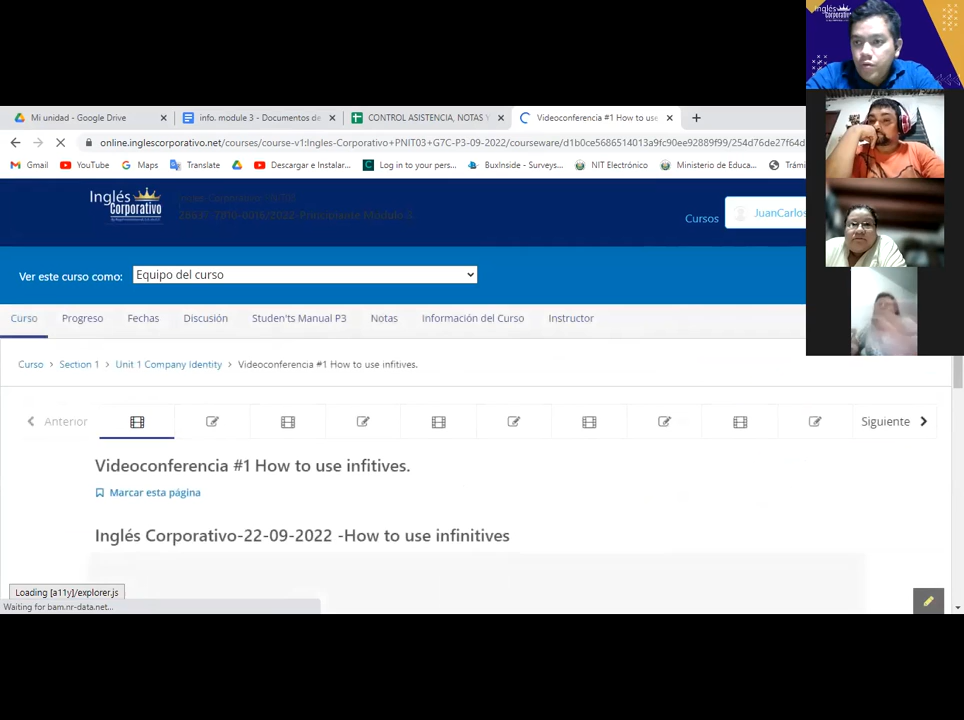 Mi unidad - Google Drive
info. module 3 - Documentos de
CONTROL ASISTENCIA, NOTAS Y
Videoconferencia #1 How to use
online.inglescorporativo.net/courses/course-v1:Ingles-Corporativo+PNIT03+G7C-P3-09-2022/courseware/d1b0ce5686514013a9fc90ee92889f99/254d76de27f64d
Gmail
YouTube
Maps
Translate
Descargar e Instalar...
Log in to your pers...
BuxInside - Surveys...
NIT Electrónico
Ministerio de Educa...
Trámi
Inglés
Corporativo
Cursos
JuanCarlos
Ver este curso como:
Equipo del curso
Curso
Progreso
Fechas
Discusión
Studen'ts Manual P3
Notas
Información del Curso
Instructor
Curso > Section 1 > Unit 1 Company Identity > Videoconferencia #1 How to use infitives.
Anterior
Siguiente
Videoconferencia #1 How to use infitives.
Marcar esta página
Inglés Corporativo-22-09-2022 -How to use infinitives
Loading [a11y]/explorer.js
Waiting for bam.nr-data.net...